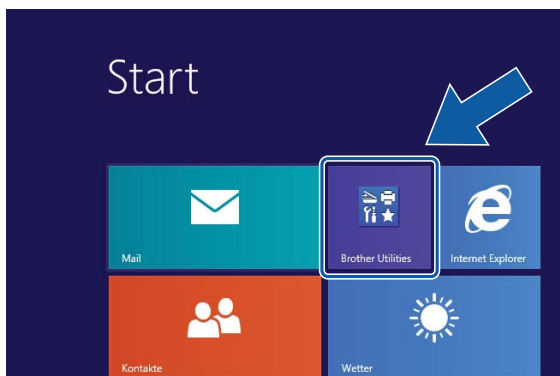 Start
Mail
Brother Utilities
Internet Explorer
Kontakte
Wetter